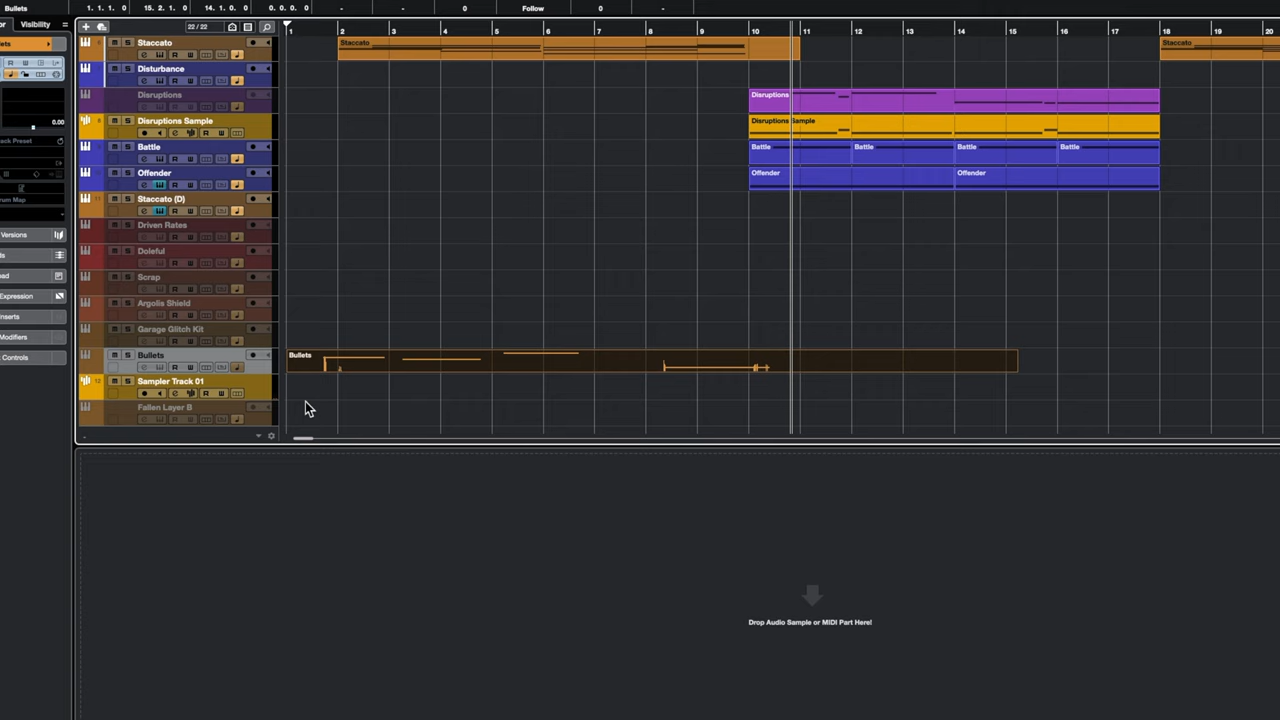 Bullets 1. 1. 1. 0 15. 2. 1. 0 14. 1. 0. 0 0. 0. 0. 0 - - 0 Follow 0 -
Visibility 22 / 22 1 2 3 4 5 6 7 8 9 10 11 12 13 14 15 16 17 18 19 20
Staccato Staccato Staccato
Disturbance
Disruptions Disruptions
Disruptions Sample Disruptions Sample
0.00
Battle Battle Battle Battle Battle
Offender Offender Offender
Staccato (D)
Driven Rates
Versions
Doleful
Scrap
Expression
Argolis Shield
Garage Glitch Kit
Modifiers
Bullets Bullets
Controls
Sampler Track 01
Fallen Layer B
Drop Audio Sample or MIDI Part Here!